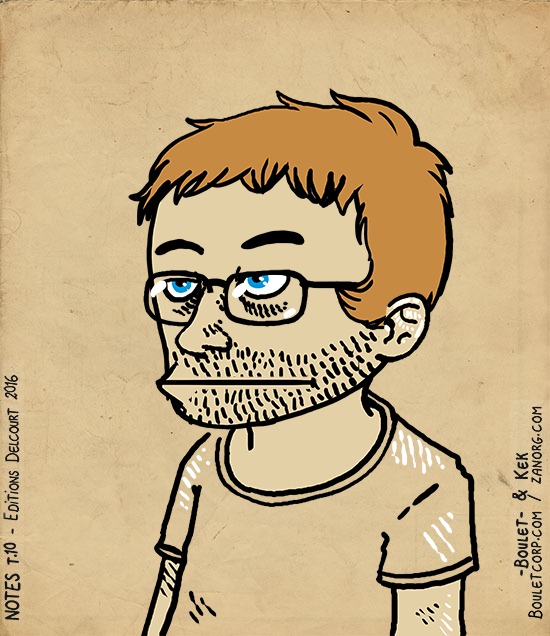 NOTES T.10 - EDITIONS DELCOURT 2016
-BOULET- & KEK
BOULETCORP.COM / ZANORG.COM